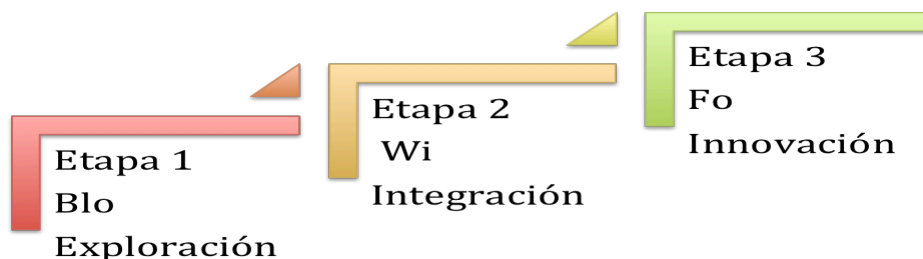 Etapa 1
Blo
Exploración
Etapa 2
Wi
Integración
Etapa 3
Fo
Innovación